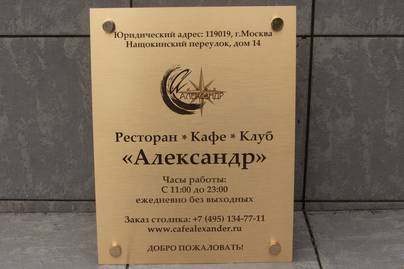 Юридический адрес: 119019, г.Москва
Нащокинский переулок, дом 14
АЛЕКСАНДР
Ресторан * Кафе * Клуб
«Александр»
Часы работы:
С 11:00 до 23:00
ежедневно без выходных
Заказ столика: +7 (495) 134-77-11
www.cafealexander.ru
ДОБРО ПОЖАЛОВАТЬ!